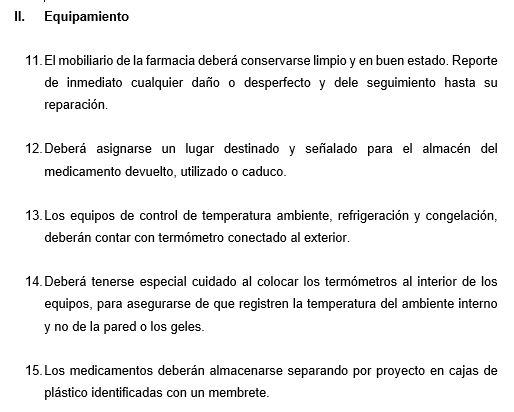 II. Equipamiento
11. El mobiliario de la farmacia deberá conservarse limpio y en buen estado. Reporte
de inmediato cualquier daño o desperfecto y dele seguimiento hasta su
reparación.
12. Deberá asignarse un lugar destinado y señalado para el almacén del
medicamento devuelto, utilizado o caduco.
13. Los equipos de control de temperatura ambiente, refrigeración y congelación,
deberán contar con termómetro conectado al exterior.
14. Deberá tenerse especial cuidado al colocar los termómetros al interior de los
equipos, para asegurarse de que registren la temperatura del ambiente interno
y no de la pared o los geles.
15. Los medicamentos deberán almacenarse separando por proyecto en cajas de
plástico identificadas con un membrete.